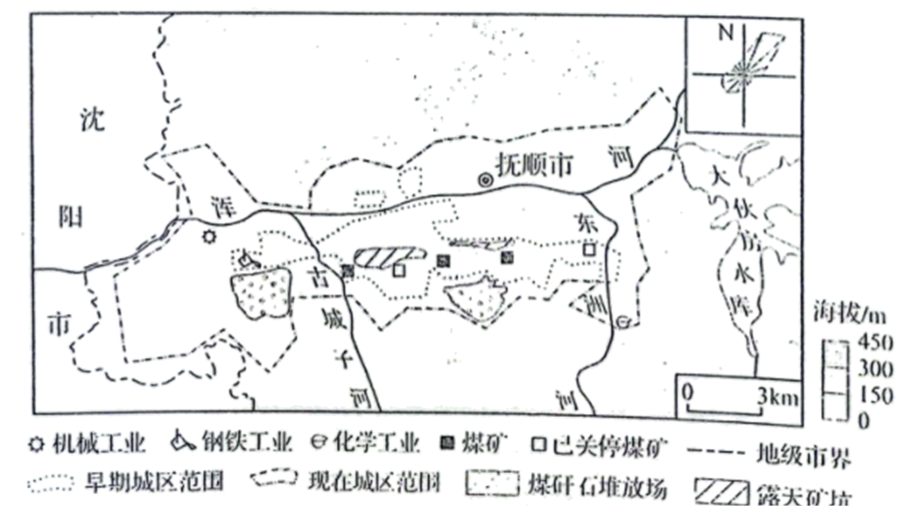 N
沈
阳
市
浑
河
抚顺市
大
伙
房
水
库
东
洲
河
古
城
子
河
海拔/m
450
300
150
0
0 3km
机械工业 钢铁工业 化学工业 煤矿 已关停煤矿 地级市界
早期城区范围 现在城区范围 煤矸石堆放场 露天矿坑